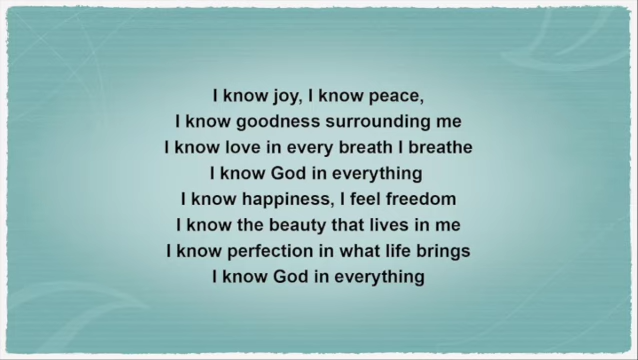 I know joy, I know peace,
I know goodness surrounding me
I know love in every breath I breathe
I know God in everything
I know happiness, I feel freedom
I know the beauty that lives in me
I know perfection in what life brings
I know God in everything